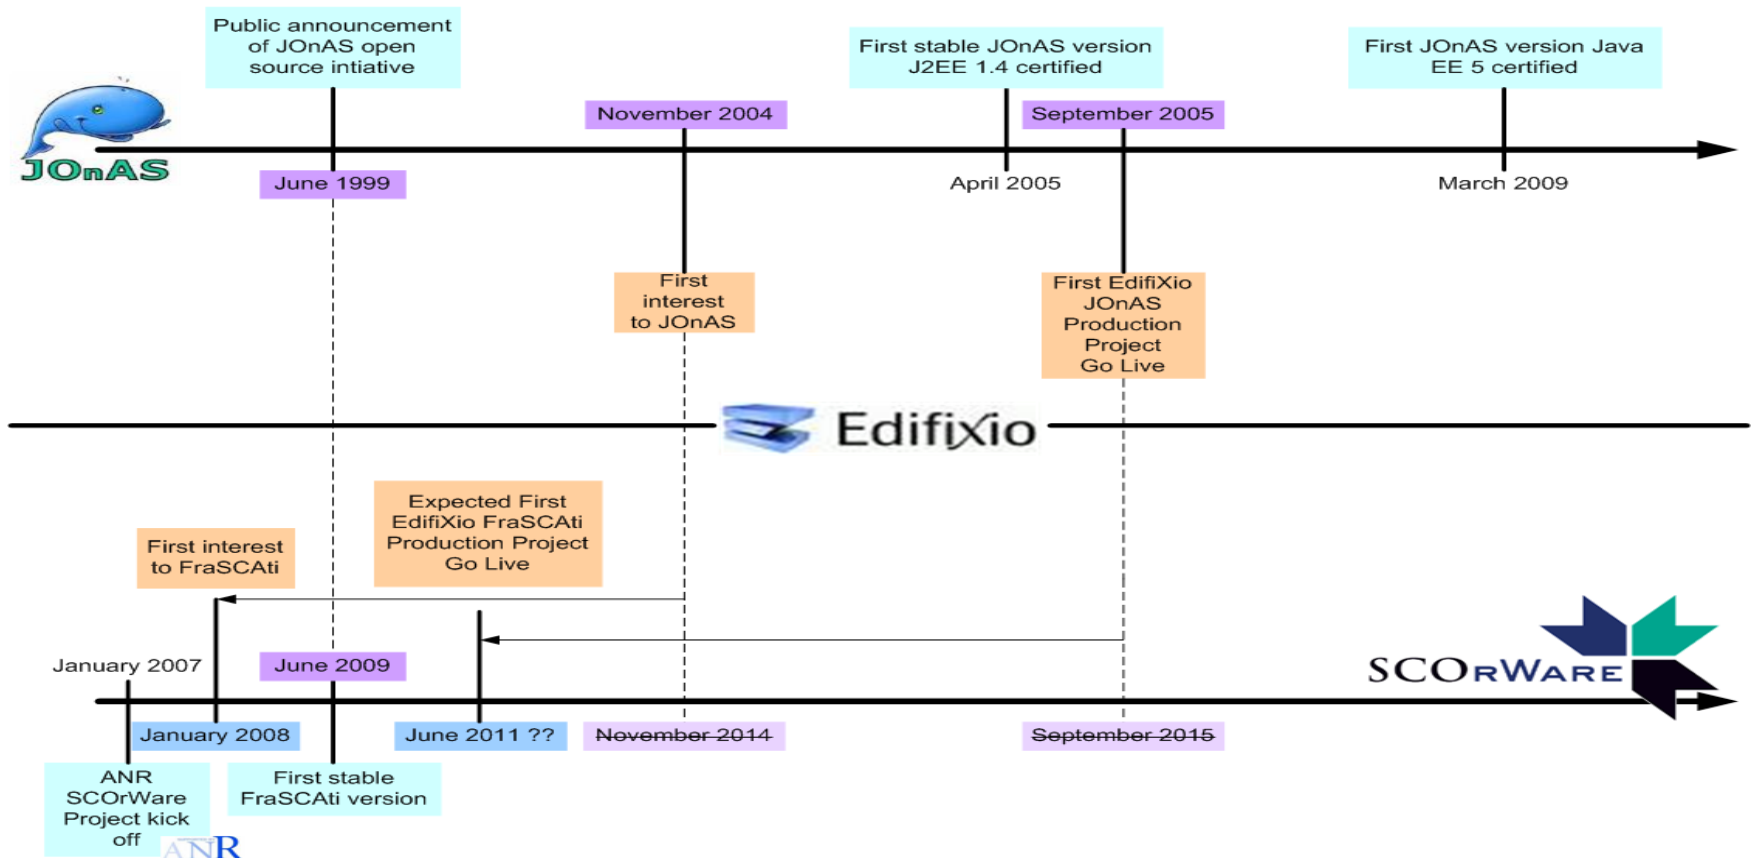 Public announcement
of JOnAS open
source intiative
First stable JOnAS version
J2EE 1.4 certified
First JOnAS version Java
EE 5 certified
November 2004
September 2005
JOnAS
June 1999
April 2005
March 2009
First
interest
to JOnAS
First EdifiXio
JOnAS
Production
Project
Go Live
Edifixio
Expected First
EdifiXio FraSCAti
Production Project
Go Live
First interest
to FraSCAti
January 2007
June 2009
SCORWARE
January 2008
June 2011 ??
November 2014
September 2015
ANR
SCOrWare
Project kick
off
First stable
FraSCAti version
ANR